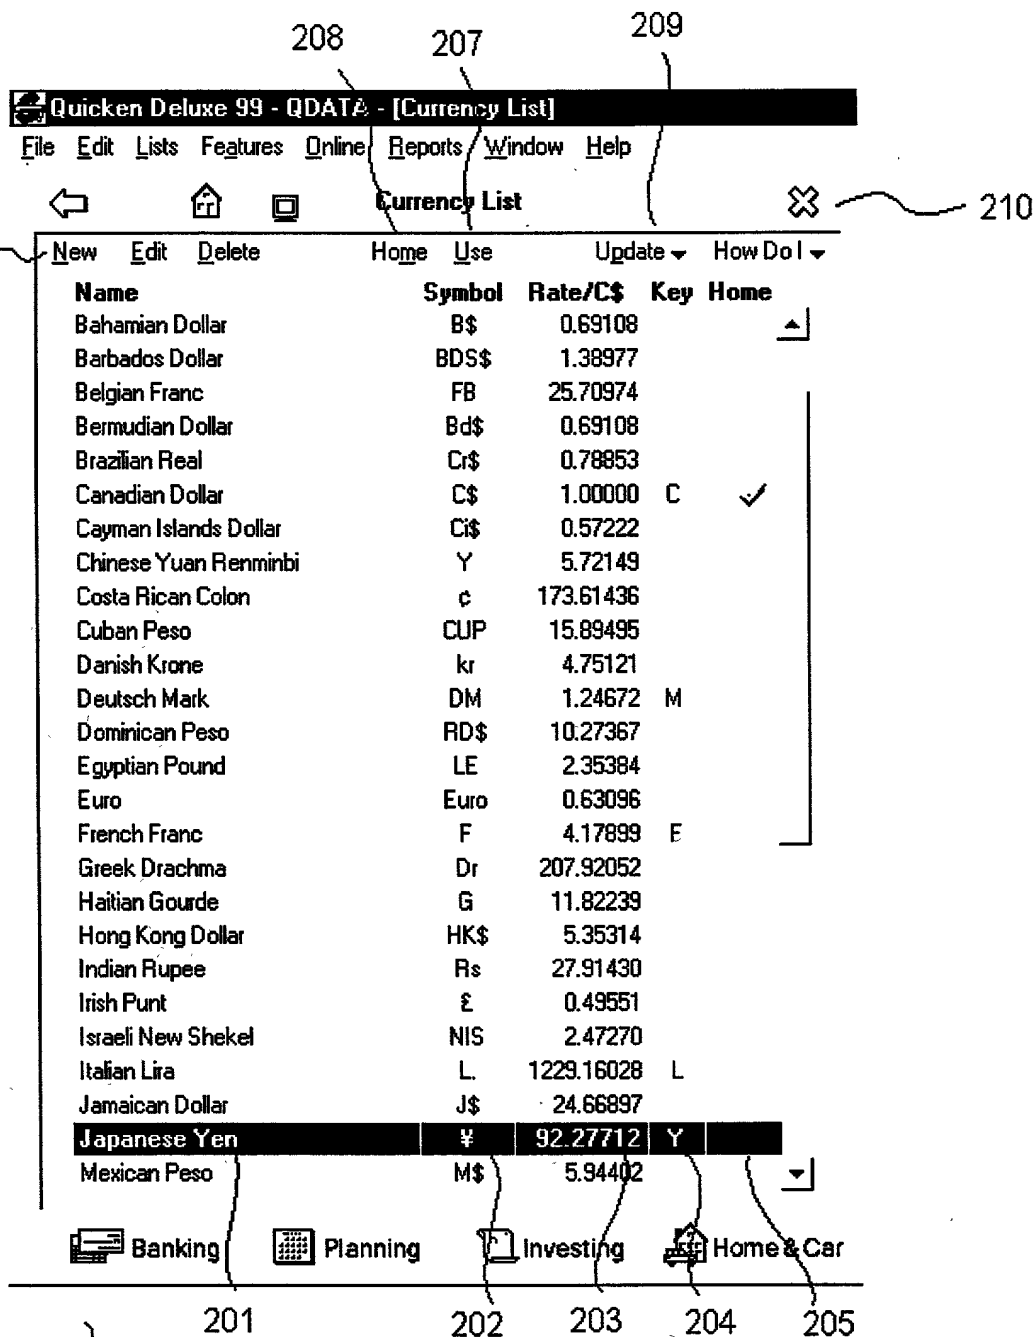 208 207 209
Quicken Deluxe 99 - QDATA - [Currency List]
File Edit Lists Features Online Reports Window Help
Currency List 210
New Edit Delete Home Use Update How Do I
Name Symbol Rate/C$ Key Home
Bahamian Dollar B$ 0.69108
Barbados Dollar BDS$ 1.38977
Belgian Franc FB 25.70974
Bermudian Dollar Bd$ 0.69108
Brazilian Real Cr$ 0.78853
Canadian Dollar C$ 1.00000 C ✓
Cayman Islands Dollar Ci$ 0.57222
Chinese Yuan Renminbi Y 5.72149
Costa Rican Colon ¢ 173.61436
Cuban Peso CUP 15.89495
Danish Krone kr 4.75121
Deutsch Mark DM 1.24672 M
Dominican Peso RD$ 10.27367
Egyptian Pound LE 2.35384
Euro Euro 0.63096
French Franc F 4.17899 E
Greek Drachma Dr 207.92052
Haitian Gourde G 11.82239
Hong Kong Dollar HK$ 5.35314
Indian Rupee Rs 27.91430
Irish Punt £ 0.49551
Israeli New Shekel NIS 2.47270
Italian Lira L. 1229.16028 L
Jamaican Dollar J$ 24.66897
Japanese Yen ¥ 92.27712 Y
Mexican Peso M$ 5.94402
Banking Planning Investing Home & Car
201 202 203 204 205